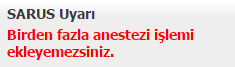 SARUS Uyarı
Birden fazla anestezi işlemi
ekleyemezsiniz.